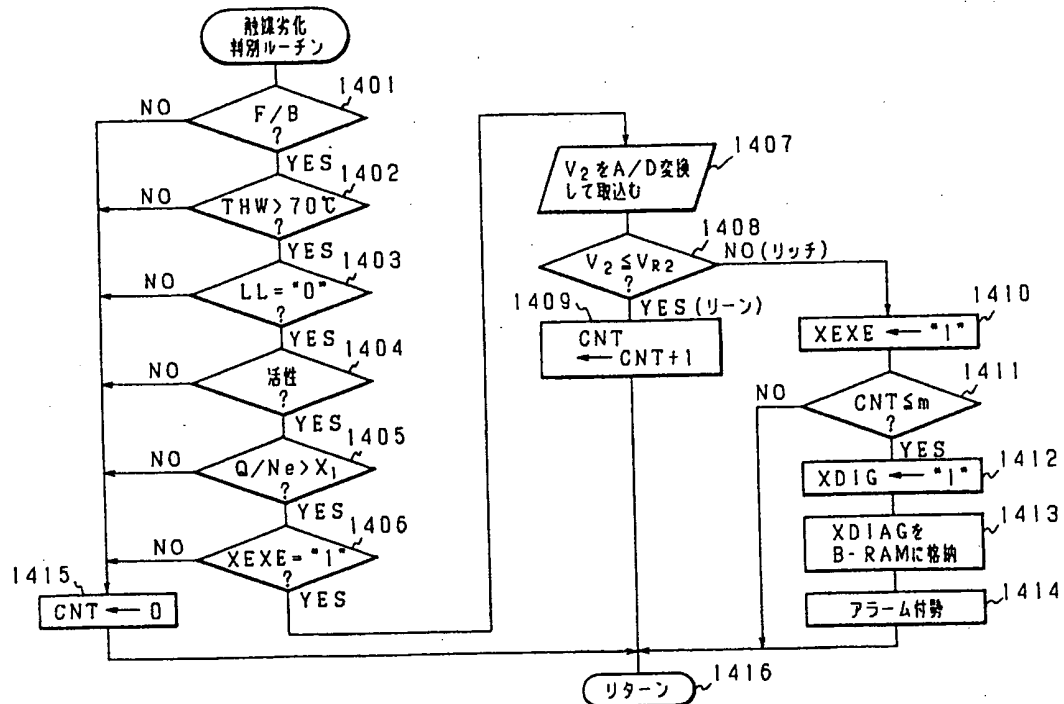 触媒劣化
判別ルーチン
1401
NO
F/B
?
YES
1402
NO
THW>70℃
?
YES
1403
NO
LL="0"
?
YES
1404
NO
活性
?
YES
1405
NO
Q/Ne>X₁
?
YES
1406
NO
XEXE="1"
?
YES
1415
CNT ← 0
1407
V₂をA/D変換
して取込む
1408
V₂≦VR2
?
NO(リッチ)
YES(リーン)
1409
CNT
← CNT+1
1410
XEXE ← "1"
1411
NO
CNT≦m
?
YES
XDIG ← "1"
1412
1413
XDIAGを
B-RAMに格納
アラーム付勢
1414
リターン
1416